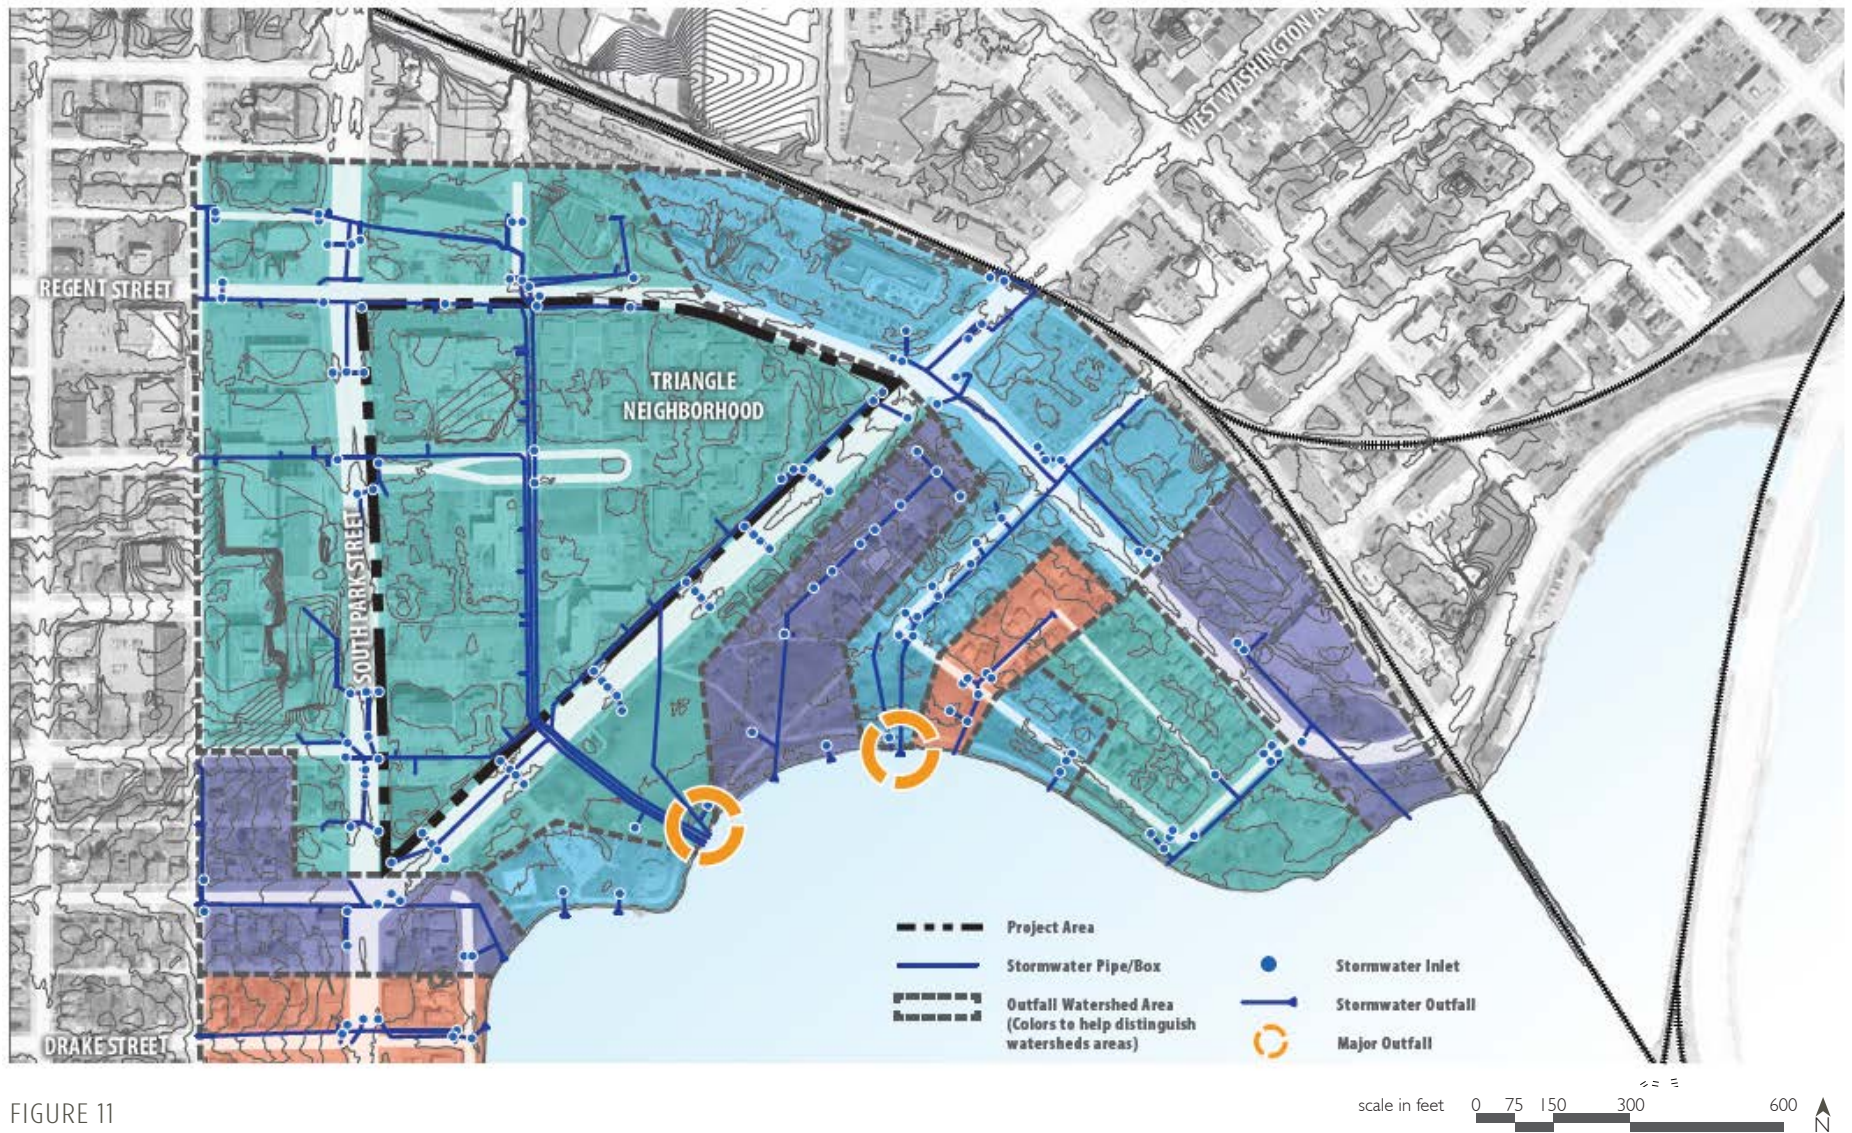 WEST WASHINGTON A
REGENT STREET
TRIANGLE
NEIGHBORHOOD
SOUTH PARK STREET
DRAKE STREET
Project Area
Stormwater Pipe/Box
Outfall Watershed Area
(Colors to help distinguish
watersheds areas)
Stormwater Inlet
Stormwater Outfall
Major Outfall
FIGURE 11
scale in feet 0 75 150 300 600
N